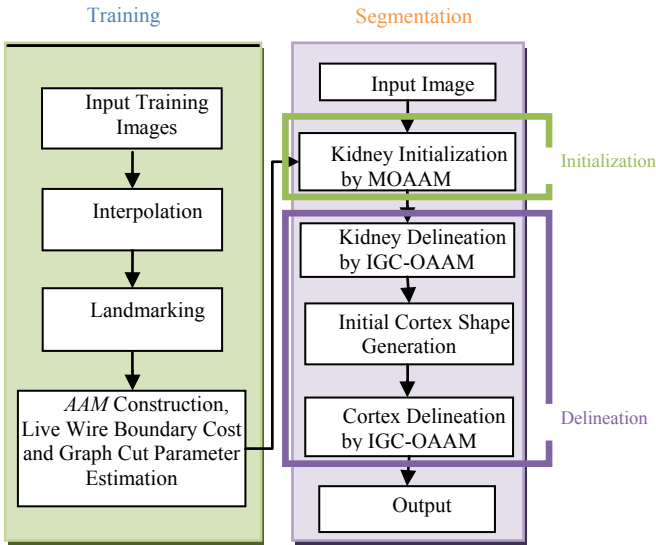 Training
Input Training
Images
Interpolation
Landmarking
AAM Construction,
Live Wire Boundary Cost
and Graph Cut Parameter
Estimation
Segmentation
Input Image
Kidney Initialization
by MOAAM
Initialization
Kidney Delineation
by IGC-OAAM
Initial Cortex Shape
Generation
Cortex Delineation
by IGC-OAAM
Delineation
Output